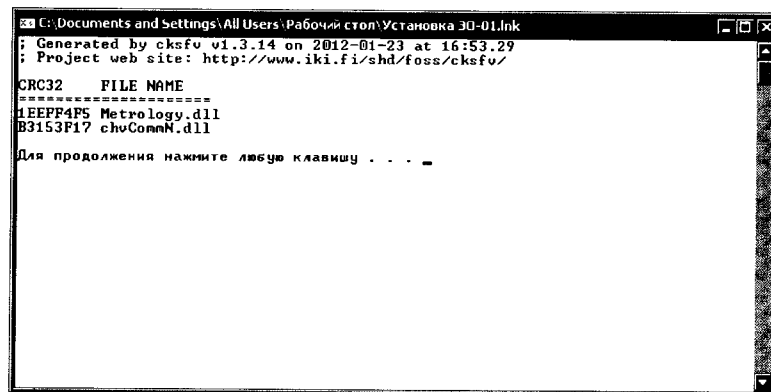 C:\Documents and Settings\All Users\Рабочий стол\Установка ЭД-01.lnk
; Generated by cksfv v1.3.14 on 2012-01-23 at 16:53.29
; Project web site: http://www.iki.fi/shd/foss/cksfv/
CRC32 FILE NAME
=====================
1EEFF4F5 Metrology.dll
B3153F17 chvCommN.dll
Для продолжения нажмите любую клавишу . . . _